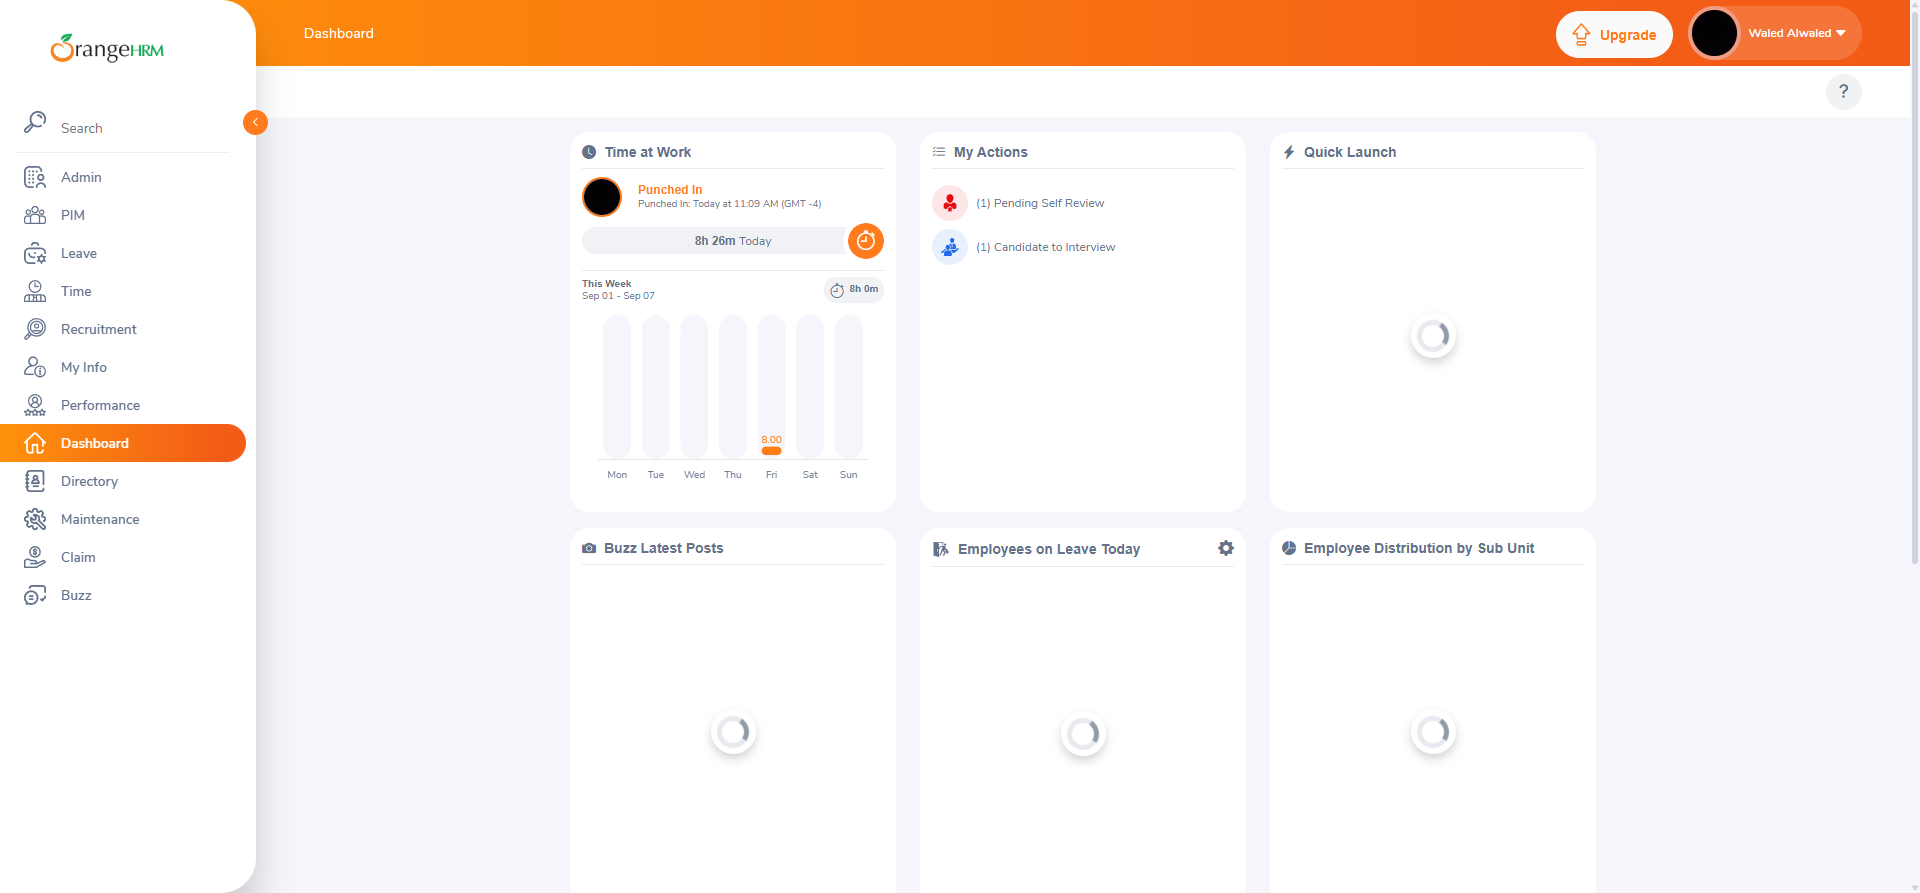 OrangeHRM
Dashboard
Upgrade
Waled Alwaled
?
Search
Admin
PIM
Leave
Time
Recruitment
My Info
Performance
Dashboard
Directory
Maintenance
Claim
Buzz
Time at Work
Punched In
Punched In: Today at 11:09 AM (GMT -4)
8h 26m Today
This Week
Sep 01 - Sep 07
8h 0m
8.00
Mon Tue Wed Thu Fri Sat Sun
My Actions
(1) Pending Self Review
(1) Candidate to Interview
Quick Launch
Buzz Latest Posts
Employees on Leave Today
Employee Distribution by Sub Unit